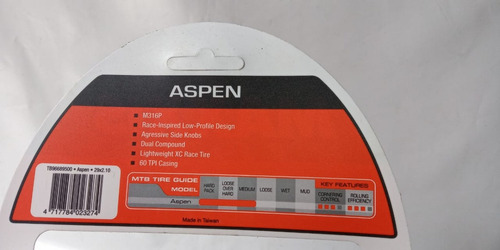 ASPEN
M316P
Race-Inspired Low-Profile Design
Agressive Side Knobs
Dual Compound
Lightweight XC Race Tire
60 TPI Casing
TB96689500 • Aspen • 29x2.10
4 717784 023274
MTB TIRE GUIDE
KEY FEATURES
MODEL
HARD PACK
LOOSE OVER HARD
MEDIUM
LOOSE
WET
MUD
CORNERING CONTROL
ROLLING EFFICIENCY
Aspen
Made in Taiwan